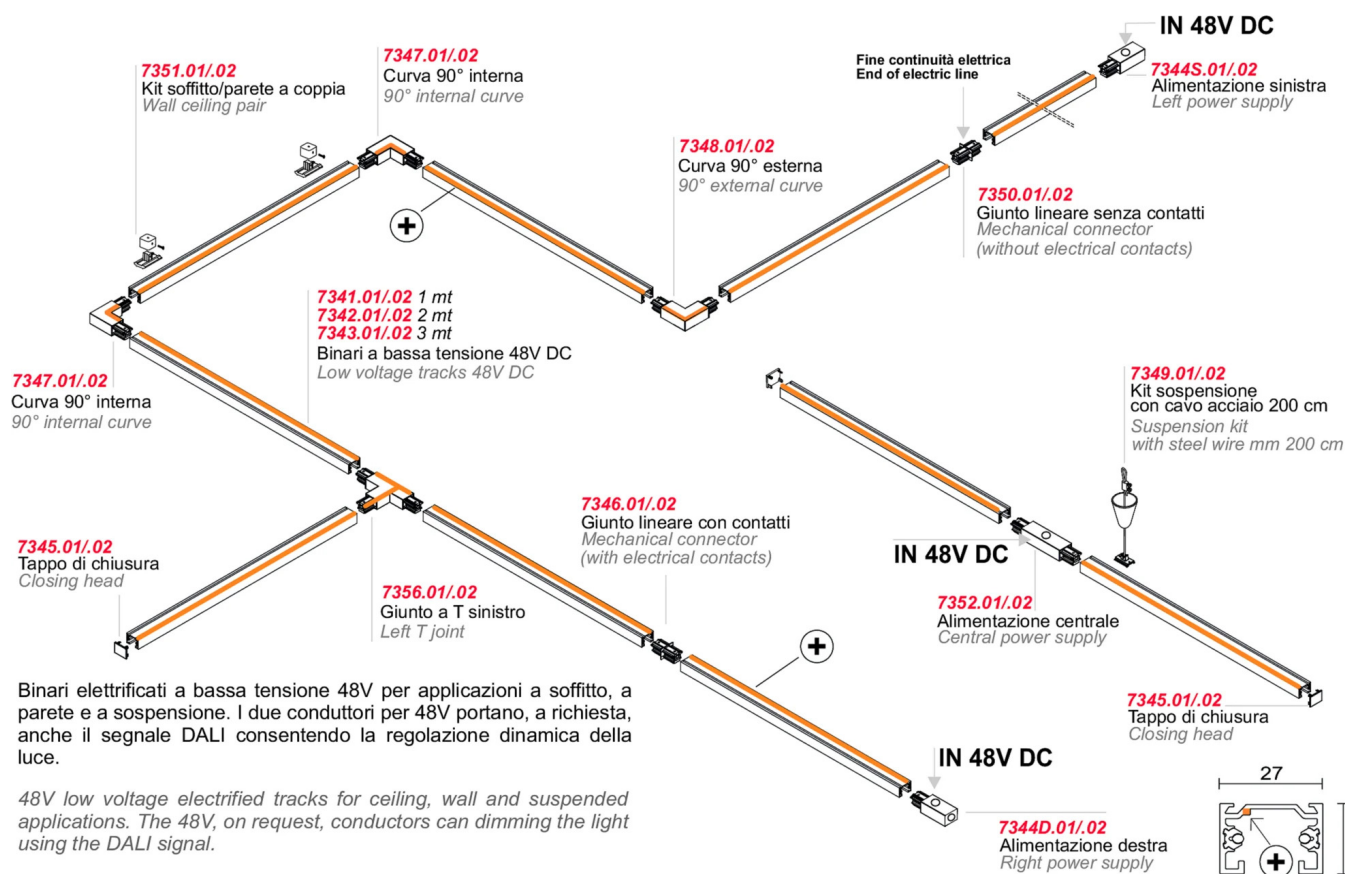 IN 48V DC
7347.01/.02
Curva 90° interna
90° internal curve
7351.01/.02
Kit soffitto/parete a coppia
Wall ceiling pair
Fine continuità elettrica
End of electric line
7344S.01/.02
Alimentazione sinistra
Left power supply
7348.01/.02
Curva 90° esterna
90° external curve
7350.01/.02
Giunto lineare senza contatti
Mechanical connector
(without electrical contacts)
+
7341.01/.02 1 mt
7342.01/.02 2 mt
7343.01/.02 3 mt
Binari a bassa tensione 48V DC
Low voltage tracks 48V DC
7347.01/.02
Curva 90° interna
90° internal curve
7349.01/.02
Kit sospensione
con cavo acciaio 200 cm
Suspension kit
with steel wire mm 200 cm
7346.01/.02
Giunto lineare con contatti
Mechanical connector
(with electrical contacts)
IN 48V DC
7345.01/.02
Tappo di chiusura
Closing head
7356.01/.02
Giunto a T sinistro
Left T joint
7352.01/.02
Alimentazione centrale
Central power supply
+
7345.01/.02
Tappo di chiusura
Closing head
Binari elettrificati a bassa tensione 48V per applicazioni a soffitto, a
parete e a sospensione. I due conduttori per 48V portano, a richiesta,
anche il segnale DALI consentendo la regolazione dinamica della
luce.
48V low voltage electrified tracks for ceiling, wall and suspended
applications. The 48V, on request, conductors can dimming the light
using the DALI signal.
IN 48V DC
7344D.01/.02
Alimentazione destra
Right power supply
27
+